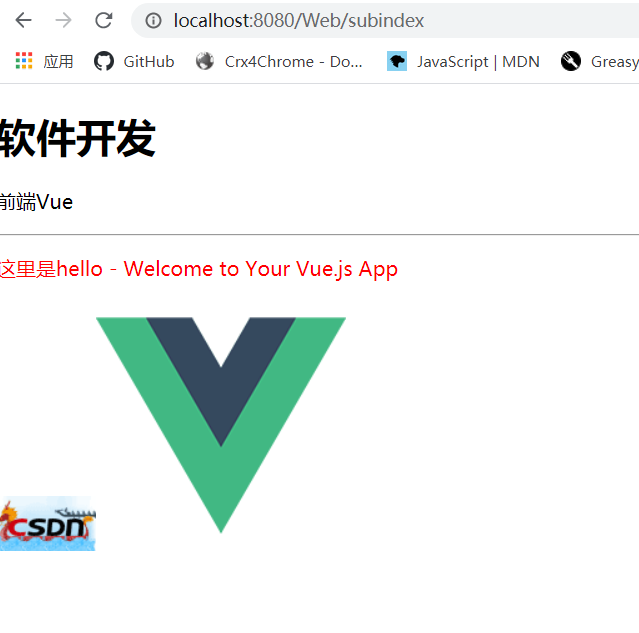 localhost:8080/Web/subindex
应用 GitHub Crx4Chrome - Do... JavaScript | MDN Greasy
软件开发
前端Vue
这里是hello - Welcome to Your Vue.js App
CSDN